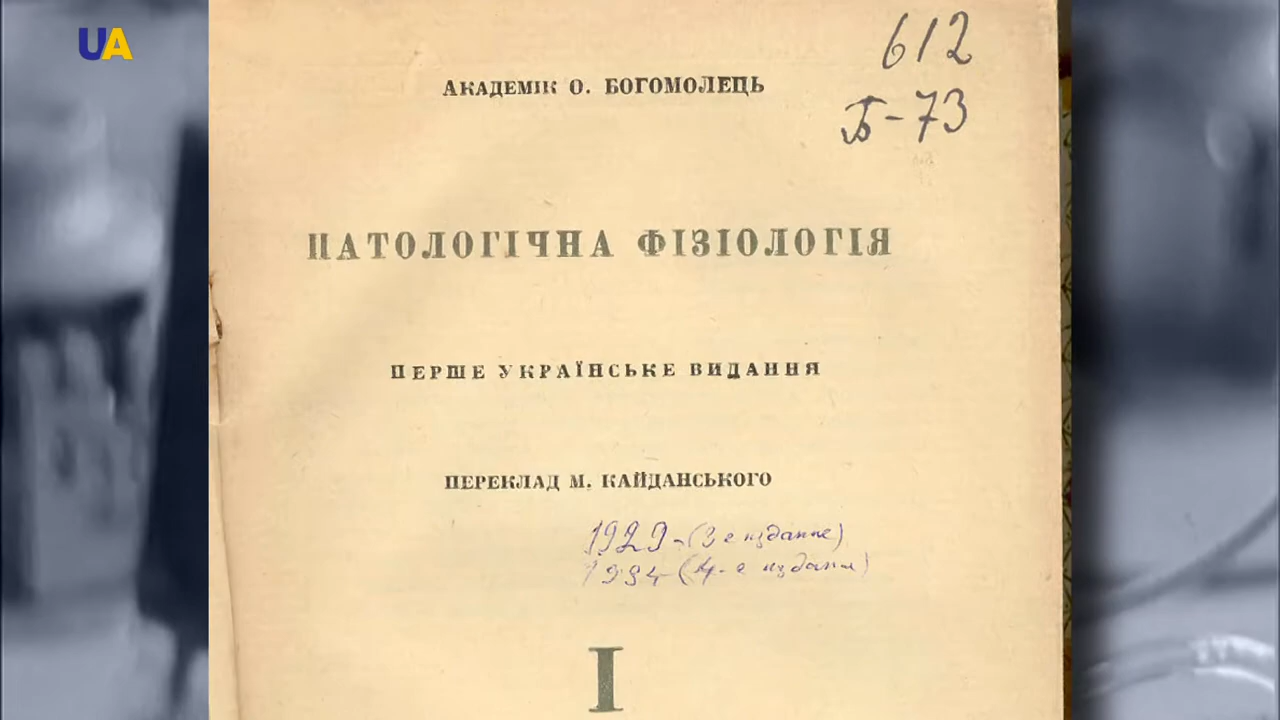 UA
612
Б-73
Академік О. БОГОМОЛЕЦЬ
ПАТОЛОГІЧНА ФІЗІОЛОГІЯ
ПЕРШЕ УКРАЇНСЬКЕ ВИДАННЯ
ПЕРЕКЛАД М. КАЙДАНСЬКОГО
1929-(3е издание)
1934-(4-е издание)
I